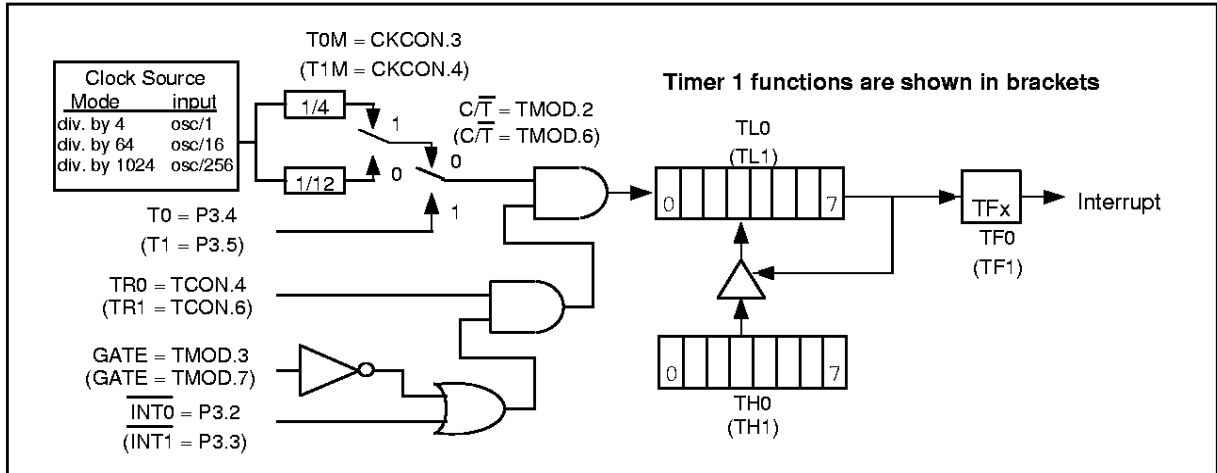 T0M = CKCON.3
(T1M = CKCON.4)
Timer 1 functions are shown in brackets
Clock Source
Mode input
div. by 4 osc/1
div. by 64 osc/16
div. by 1024 osc/256
1/4
1
0
1/12
C/T̅ = TMOD.2
(C/T̅ = TMOD.6)
0
1
T0 = P3.4
(T1 = P3.5)
TL0
(TL1)
0 7
TFx
Interrupt
TF0
(TF1)
TR0 = TCON.4
(TR1 = TCON.6)
GATE = TMOD.3
(GATE = TMOD.7)
I̅N̅T̅0̅ = P3.2
(I̅N̅T̅1̅ = P3.3)
0 7
TH0
(TH1)